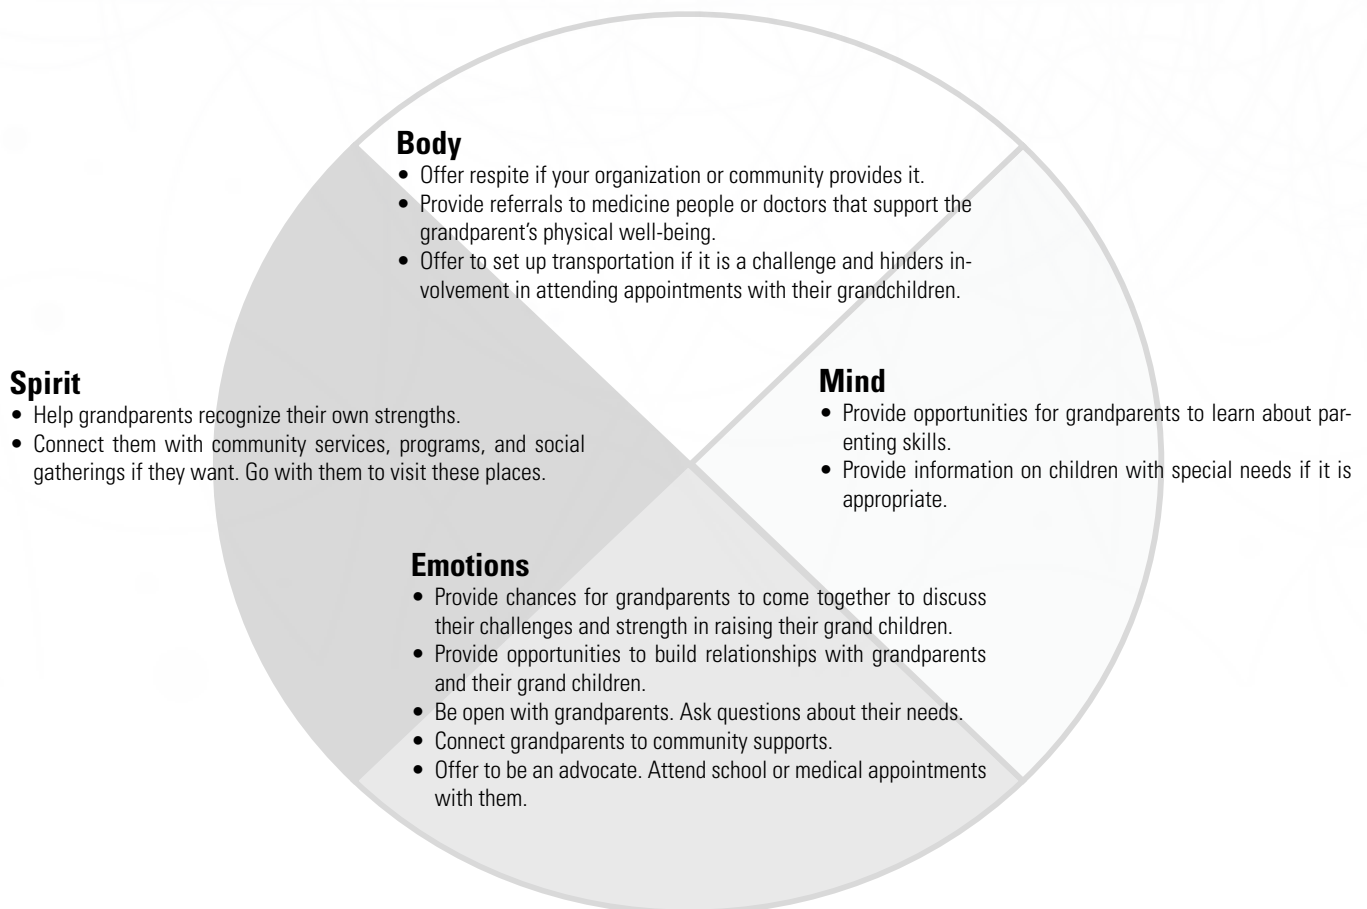 Body
• Offer respite if your organization or community provides it.
• Provide referrals to medicine people or doctors that support the
grandparent's physical well-being.
• Offer to set up transportation if it is a challenge and hinders in-
volvement in attending appointments with their grandchildren.
Spirit
• Help grandparents recognize their own strengths.
• Connect them with community services, programs, and social
gatherings if they want. Go with them to visit these places.
Mind
• Provide opportunities for grandparents to learn about par-
enting skills.
• Provide information on children with special needs if it is
appropriate.
Emotions
• Provide chances for grandparents to come together to discuss
their challenges and strength in raising their grand children.
• Provide opportunities to build relationships with grandparents
and their grand children.
• Be open with grandparents. Ask questions about their needs.
• Connect grandparents to community supports.
• Offer to be an advocate. Attend school or medical appointments
with them.